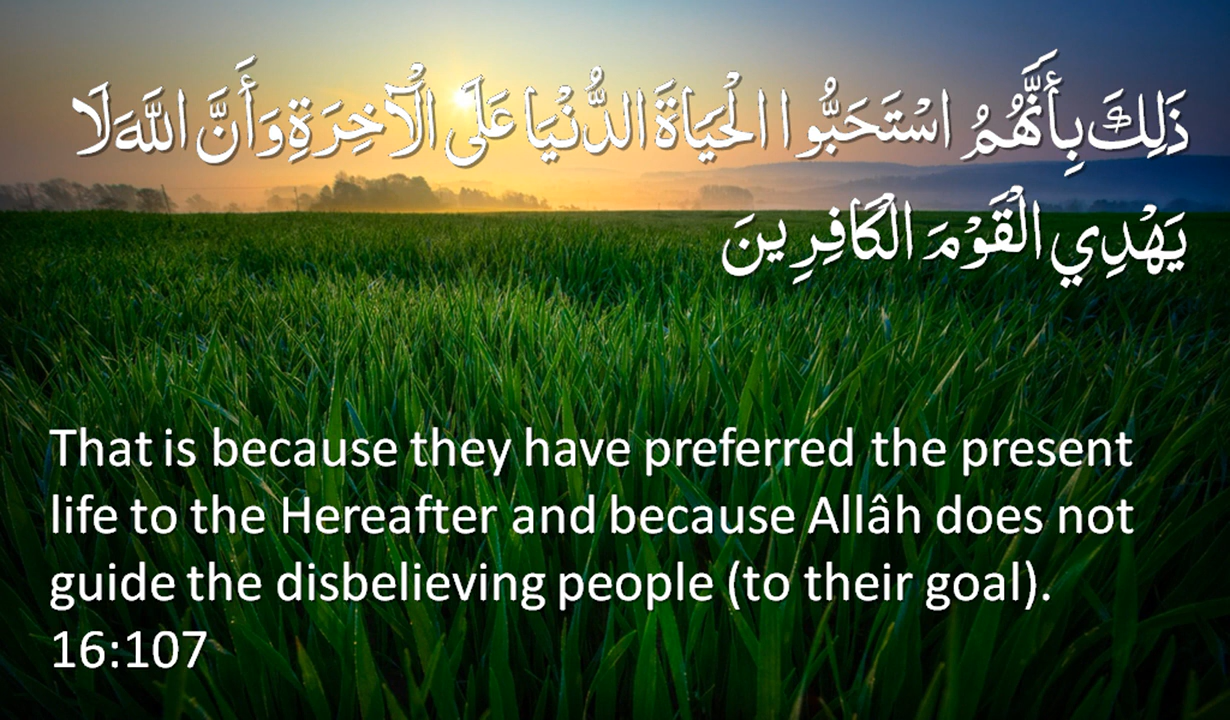 ذَلِكَ بِأَنَّهُمُ اسْتَحَبُّوا الْحَيَاةَ الدُّنْيَا عَلَى الْآخِرَةِ وَأَنَّ اللَّهَ لَا
يَهْدِي الْقَوْمَ الْكَافِرِينَ
That is because they have preferred the present
life to the Hereafter and because Allâh does not
guide the disbelieving people (to their goal).
16:107